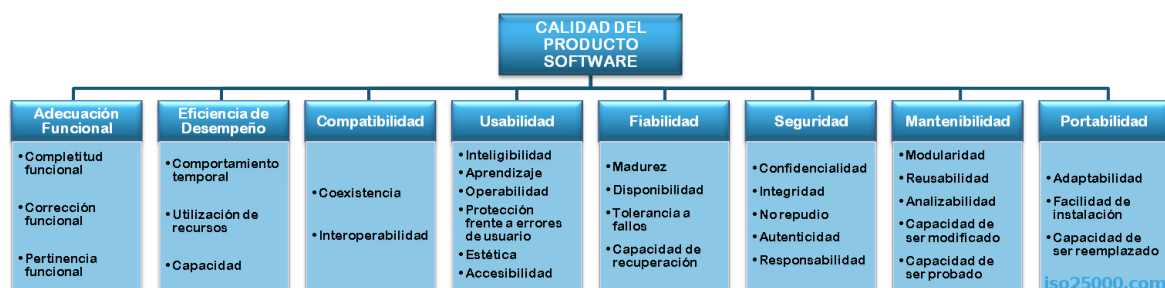 CALIDAD DEL
PRODUCTO
SOFTWARE
Adecuación
Funcional
• Completitud
funcional
• Corrección
funcional
• Pertinencia
funcional
Eficiencia de
Desempeño
• Comportamiento
temporal
• Utilización de
recursos
• Capacidad
Compatibilidad
• Coexistencia
• Interoperabilidad
Usabilidad
• Inteligibilidad
• Aprendizaje
• Operabilidad
• Protección
frente a errores
de usuario
• Estética
• Accesibilidad
Fiabilidad
• Madurez
• Disponibilidad
• Tolerancia a
fallos
• Capacidad de
recuperación
Seguridad
• Confidencialidad
• Integridad
• No repudio
• Autenticidad
• Responsabilidad
Mantenibilidad
• Modularidad
• Reusabilidad
• Analizabilidad
• Capacidad de
ser modificado
• Capacidad de
ser probado
Portabilidad
• Adaptabilidad
• Facilidad de
instalación
• Capacidad de
ser reemplazado
iso25000.com